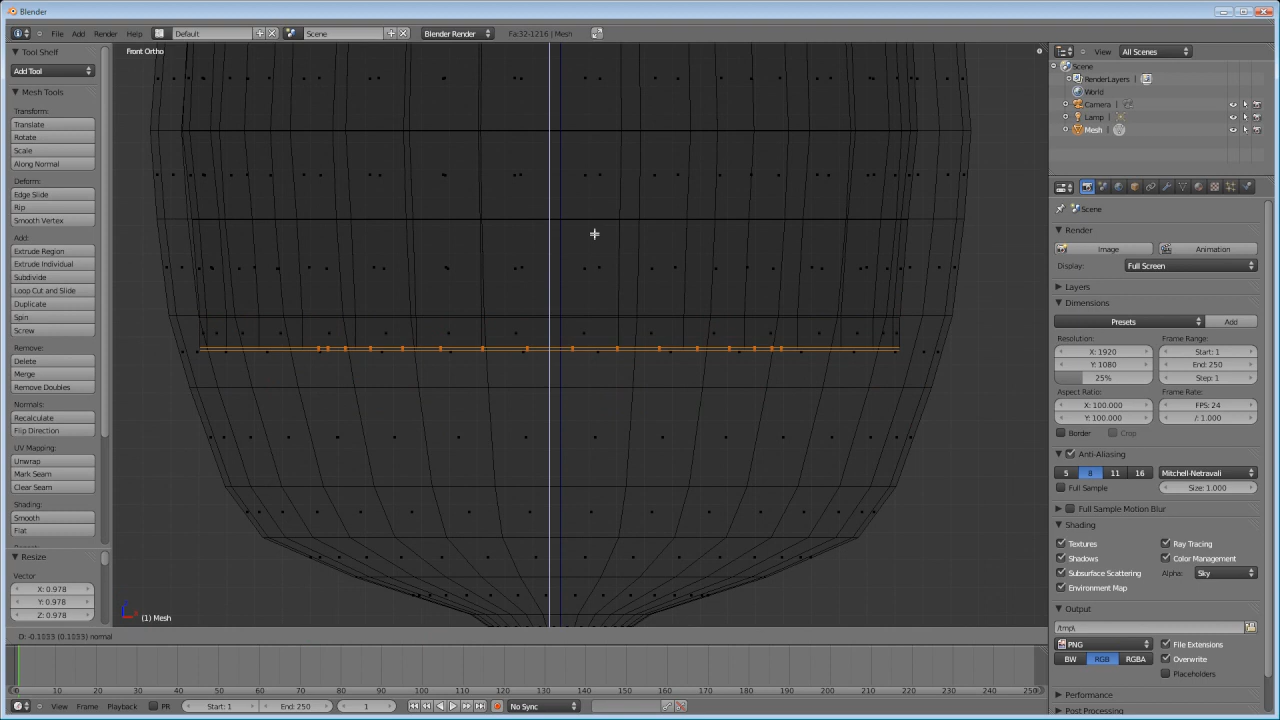 Blender
File Add Render Help Default Scene Blender Render Fa:32-1216 | Mesh
Tool Shelf
Add Tool
Mesh Tools
Transform:
Translate
Rotate
Scale
Along Normal
Deform:
Edge Slide
Rip
Smooth Vertex
Add:
Extrude Region
Extrude Individual
Subdivide
Loop Cut and Slide
Duplicate
Spin
Screw
Remove:
Delete
Merge
Remove Doubles
Normals:
Recalculate
Flip Direction
UV Mapping:
Unwrap
Mark Seam
Clear Seam
Shading:
Smooth
Flat
Resize
Vector
X: 0.978
Y: 0.978
Z: 0.978
Front Ortho
(1) Mesh
D: -0.1033 (0.1033) normal
0 10 20 30 40 50 60 70 80 90 100 110 120 130 140 150 160 170 180 190 200 210 220 230 240 250
View Frame Playback PR Start: 1 End: 250 1 No Sync
View All Scenes
Scene
RenderLayers |
World
Camera |
Lamp |
Mesh |
Scene
Render
Image Animation
Display: Full Screen
Layers
Dimensions
Presets Add
Resolution: Frame Range:
X: 1920 Start: 1
Y: 1080 End: 250
25% Step: 1
Aspect Ratio: Frame Rate:
X: 100.000 FPS: 24
Y: 100.000 /: 1.000
Border Crop
Anti-Aliasing
5 8 11 16 Mitchell-Netravali
Full Sample Size: 1.000
Full Sample Motion Blur
Shading
Textures Ray Tracing
Shadows Color Management
Subsurface Scattering Alpha: Sky
Environment Map
Output
/tmp\
PNG File Extensions
BW RGB RGBA Overwrite
Placeholders
Performance
Post Processing